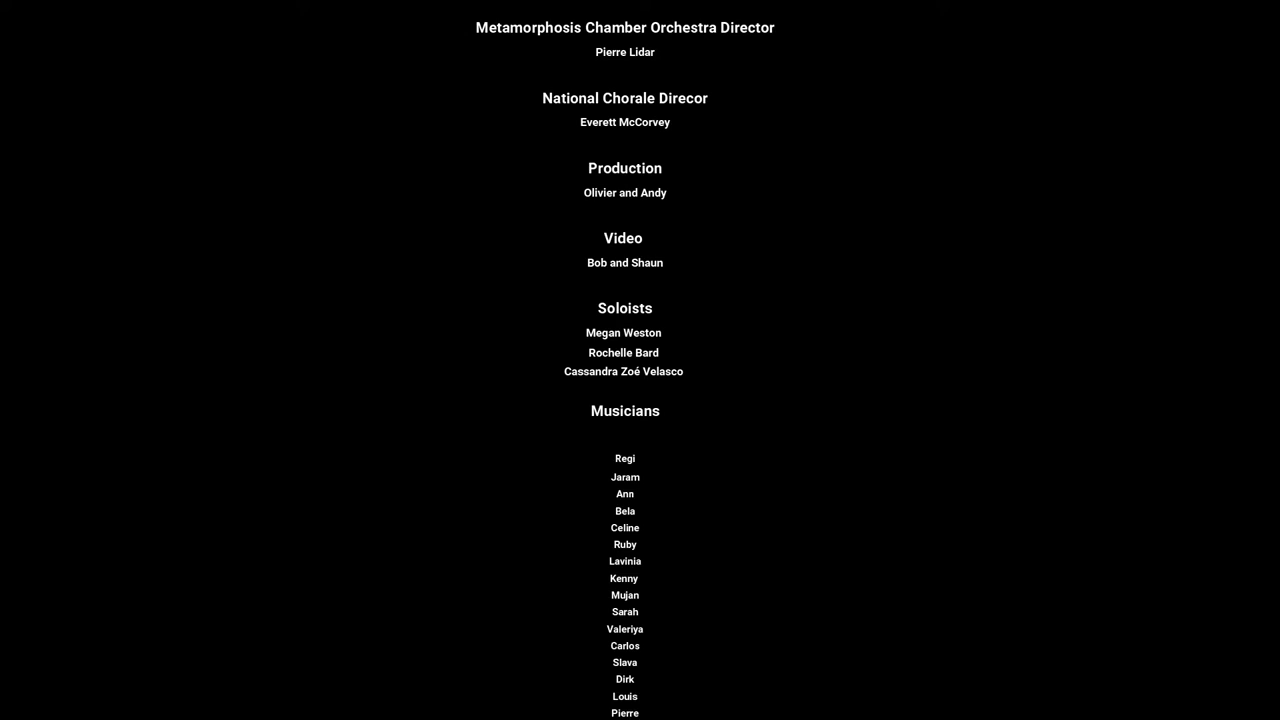 Metamorphosis Chamber Orchestra Director
Pierre Lidar
National Chorale Direcor
Everett McCorvey
Production
Olivier and Andy
Video
Bob and Shaun
Soloists
Megan Weston
Rochelle Bard
Cassandra Zoé Velasco
Musicians
Regi
Jaram
Ann
Bela
Celine
Ruby
Lavinia
Kenny
Mujan
Sarah
Valeriya
Carlos
Slava
Dirk
Louis
Pierre